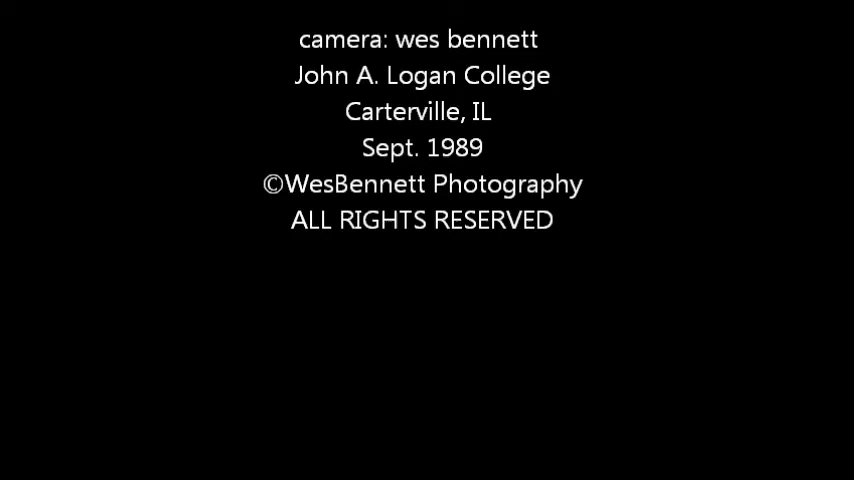 camera: wes bennett
John A. Logan College
Carterville, IL
Sept. 1989
©WesBennett Photography
ALL RIGHTS RESERVED